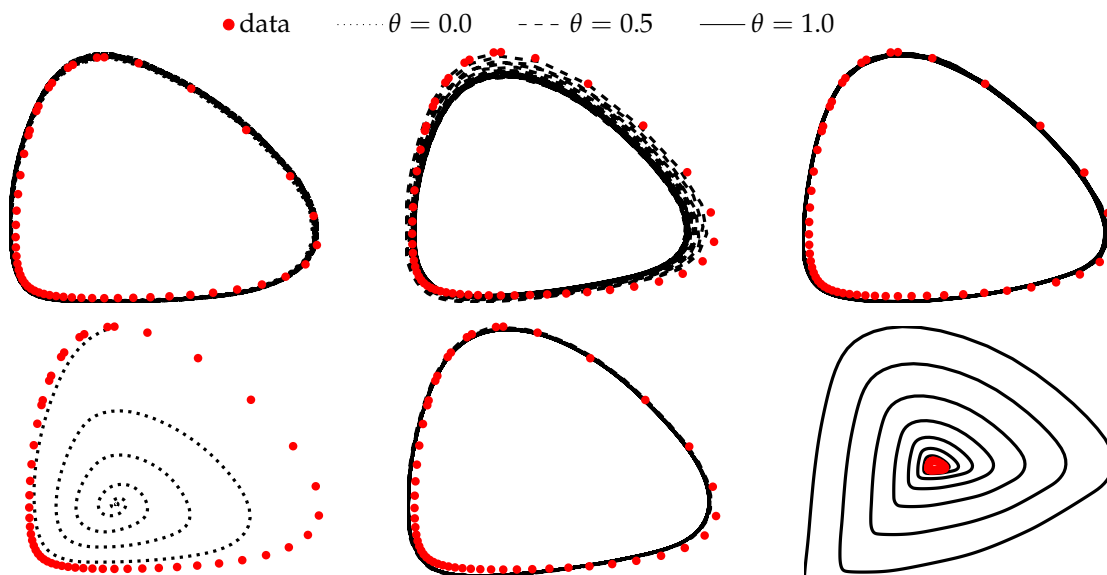 data θ = 0.0 θ = 0.5 θ = 1.0